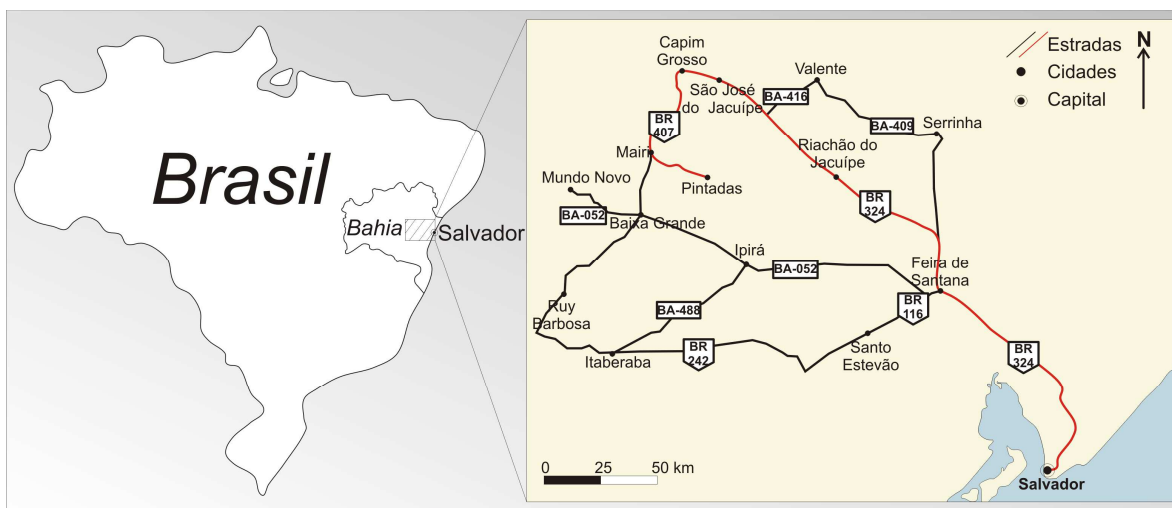 Brasil
Bahia
Salvador
Estradas
Cidades
Capital
N
Capim
Grosso
São José
do Jacuípe
Valente
BA-416
BR
407
BA-409
Serrinha
Mairi
Riachão do
Jacuípe
Mundo Novo
Pintadas
BR
324
BA-052
Baixa Grande
Ipirá
BA-052
Feira de
Santana
Ruy
Barbosa
BA-488
BR
116
Itaberaba
BR
242
Santo
Estevão
BR
324
0 25 50 km
Salvador